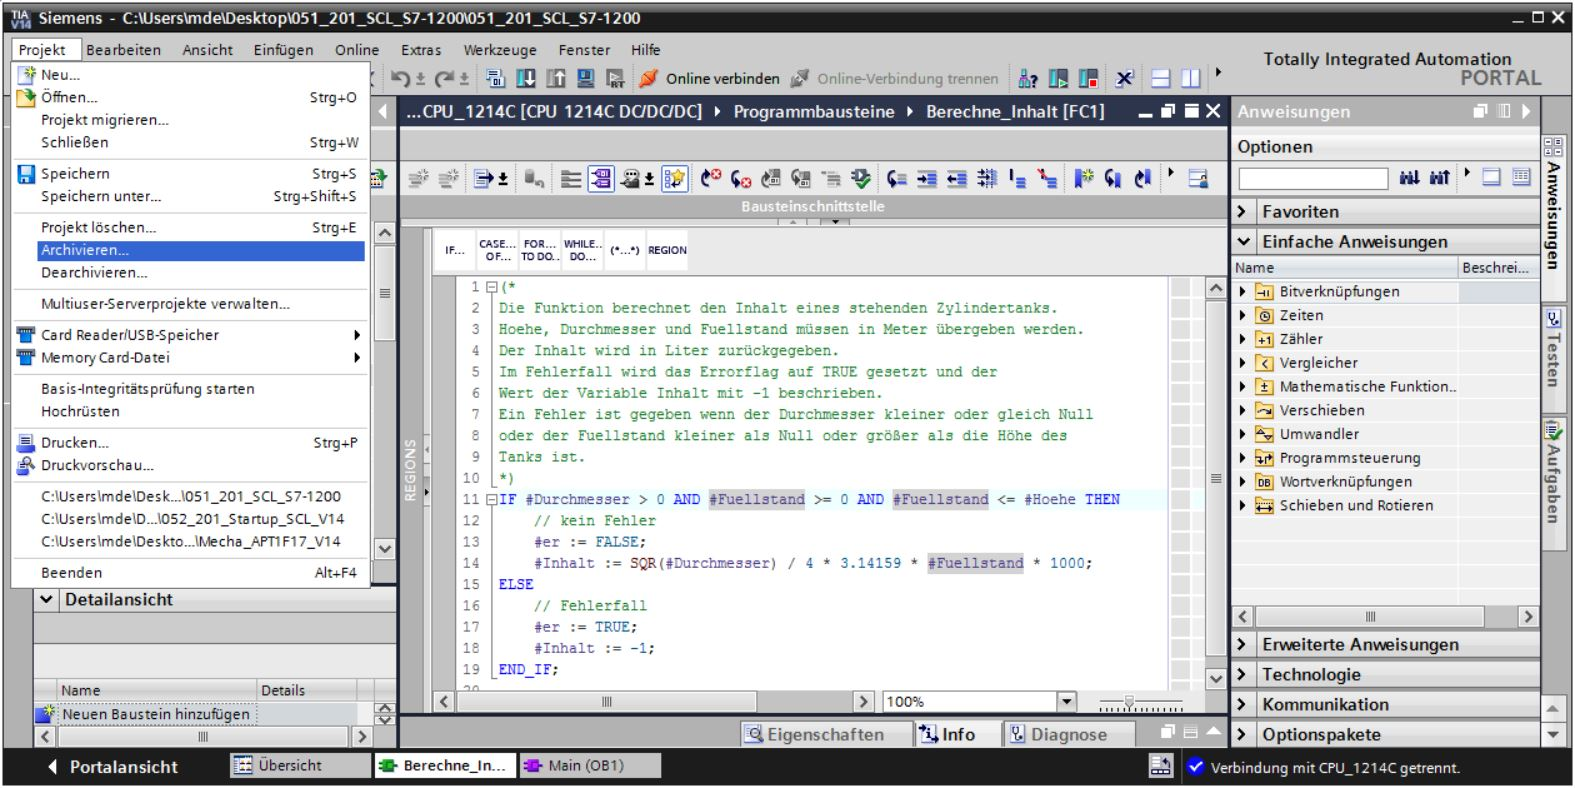 TIA V14 Siemens - C:\Users\mde\Desktop\051_201_SCL_S7-1200\051_201_SCL_S7-1200
Projekt Bearbeiten Ansicht Einfügen Online Extras Werkzeuge Fenster Hilfe
Totally Integrated Automation
PORTAL
Online verbinden Online-Verbindung trennen
Neu...
Öffnen... Strg+O
Projekt migrieren...
Schließen Strg+W
Speichern Strg+S
Speichern unter... Strg+Shift+S
Projekt löschen... Strg+E
Archivieren...
Dearchivieren...
Multiuser-Serverprojekte verwalten...
Card Reader/USB-Speicher
Memory Card-Datei
Basis-Integritätsprüfung starten
Hochrüsten
Drucken... Strg+P
Druckvorschau...
C:\Users\mde\Desk...\051_201_SCL_S7-1200
C:\Users\mde\D...\052_201_Startup_SCL_V14
C:\Users\mde\Deskto...\Mecha_APT1F17_V14
Beenden Alt+F4
Detailansicht
Name Details
Neuen Baustein hinzufügen
...CPU_1214C [CPU 1214C DC/DC/DC] Programmbausteine Berechne_Inhalt [FC1]
Bausteinschnittstelle
IF... CASE... OF... FOR... TO DO.. WHILE.. DO... (*...*) REGION
REGIONS
1 (*
2 Die Funktion berechnet den Inhalt eines stehenden Zylindertanks.
3 Hoehe, Durchmesser und Fuellstand müssen in Meter übergeben werden.
4 Der Inhalt wird in Liter zurückgegeben.
5 Im Fehlerfall wird das Errorflag auf TRUE gesetzt und der
6 Wert der Variable Inhalt mit -1 beschrieben.
7 Ein Fehler ist gegeben wenn der Durchmesser kleiner oder gleich Null
8 oder der Fuellstand kleiner als Null oder größer als die Höhe des
9 Tanks ist.
10 *)
11 IF #Durchmesser > 0 AND #Fuellstand >= 0 AND #Fuellstand <= #Hoehe THEN
12 // kein Fehler
13 #er := FALSE;
14 #Inhalt := SQR(#Durchmesser) / 4 * 3.14159 * #Fuellstand * 1000;
15 ELSE
16 // Fehlerfall
17 #er := TRUE;
18 #Inhalt := -1;
19 END_IF;
20
100%
Eigenschaften Info Diagnose
Anweisungen
Optionen
Favoriten
Einfache Anweisungen
Name Beschrei...
Bitverknüpfungen
Zeiten
Zähler
Vergleicher
Mathematische Funktion..
Verschieben
Umwandler
Programmsteuerung
Wortverknüpfungen
Schieben und Rotieren
Erweiterte Anweisungen
Technologie
Kommunikation
Optionspakete
Anweisungen
Testen
Aufgaben
Portalansicht Übersicht Berechne_In... Main (OB1) Verbindung mit CPU_1214C getrennt.